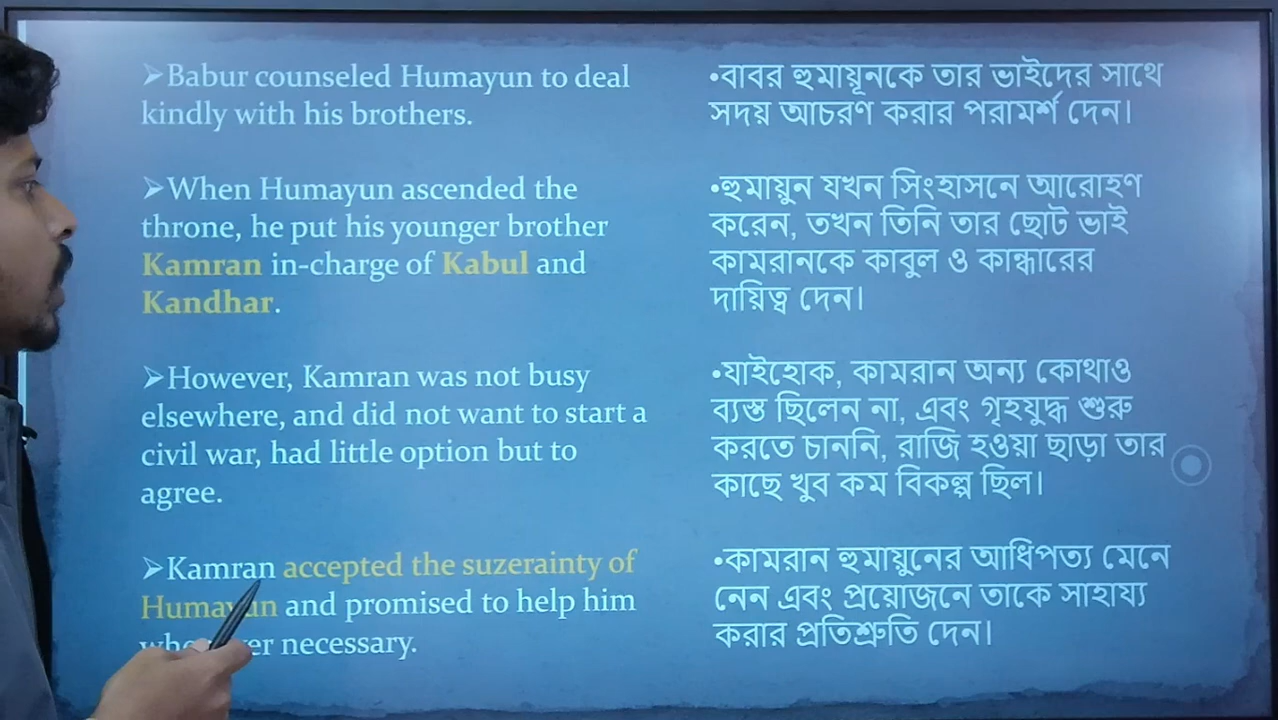 ➢Babur counseled Humayun to deal
kindly with his brothers.
➢When Humayun ascended the
throne, he put his younger brother
Kamran in-charge of Kabul and
Kandhar.
➢However, Kamran was not busy
elsewhere, and did not want to start a
civil war, had little option but to
agree.
➢Kamran accepted the suzerainty of
Humayun and promised to help him
necessary.
•বাবর হুমায়ূনকে তার ভাইদের সাথে
সদয় আচরণ করার পরামর্শ দেন।
•হুমায়ুন যখন সিংহাসনে আরোহণ
করেন, তখন তিনি তার ছোট ভাই
কামরানকে কাবুল ও কান্ধারের
দায়িত্ব দেন।
•যাইহোক, কামরান অন্য কোথাও
ব্যস্ত ছিলেন না, এবং গৃহযুদ্ধ শুরু
করতে চাননি, রাজি হওয়া ছাড়া তার
কাছে খুব কম বিকল্প ছিল।
•কামরান হুমায়ুনের আধিপত্য মেনে
নেন এবং প্রয়োজনে তাকে সাহায্য
করার প্রতিশ্রুতি দেন।